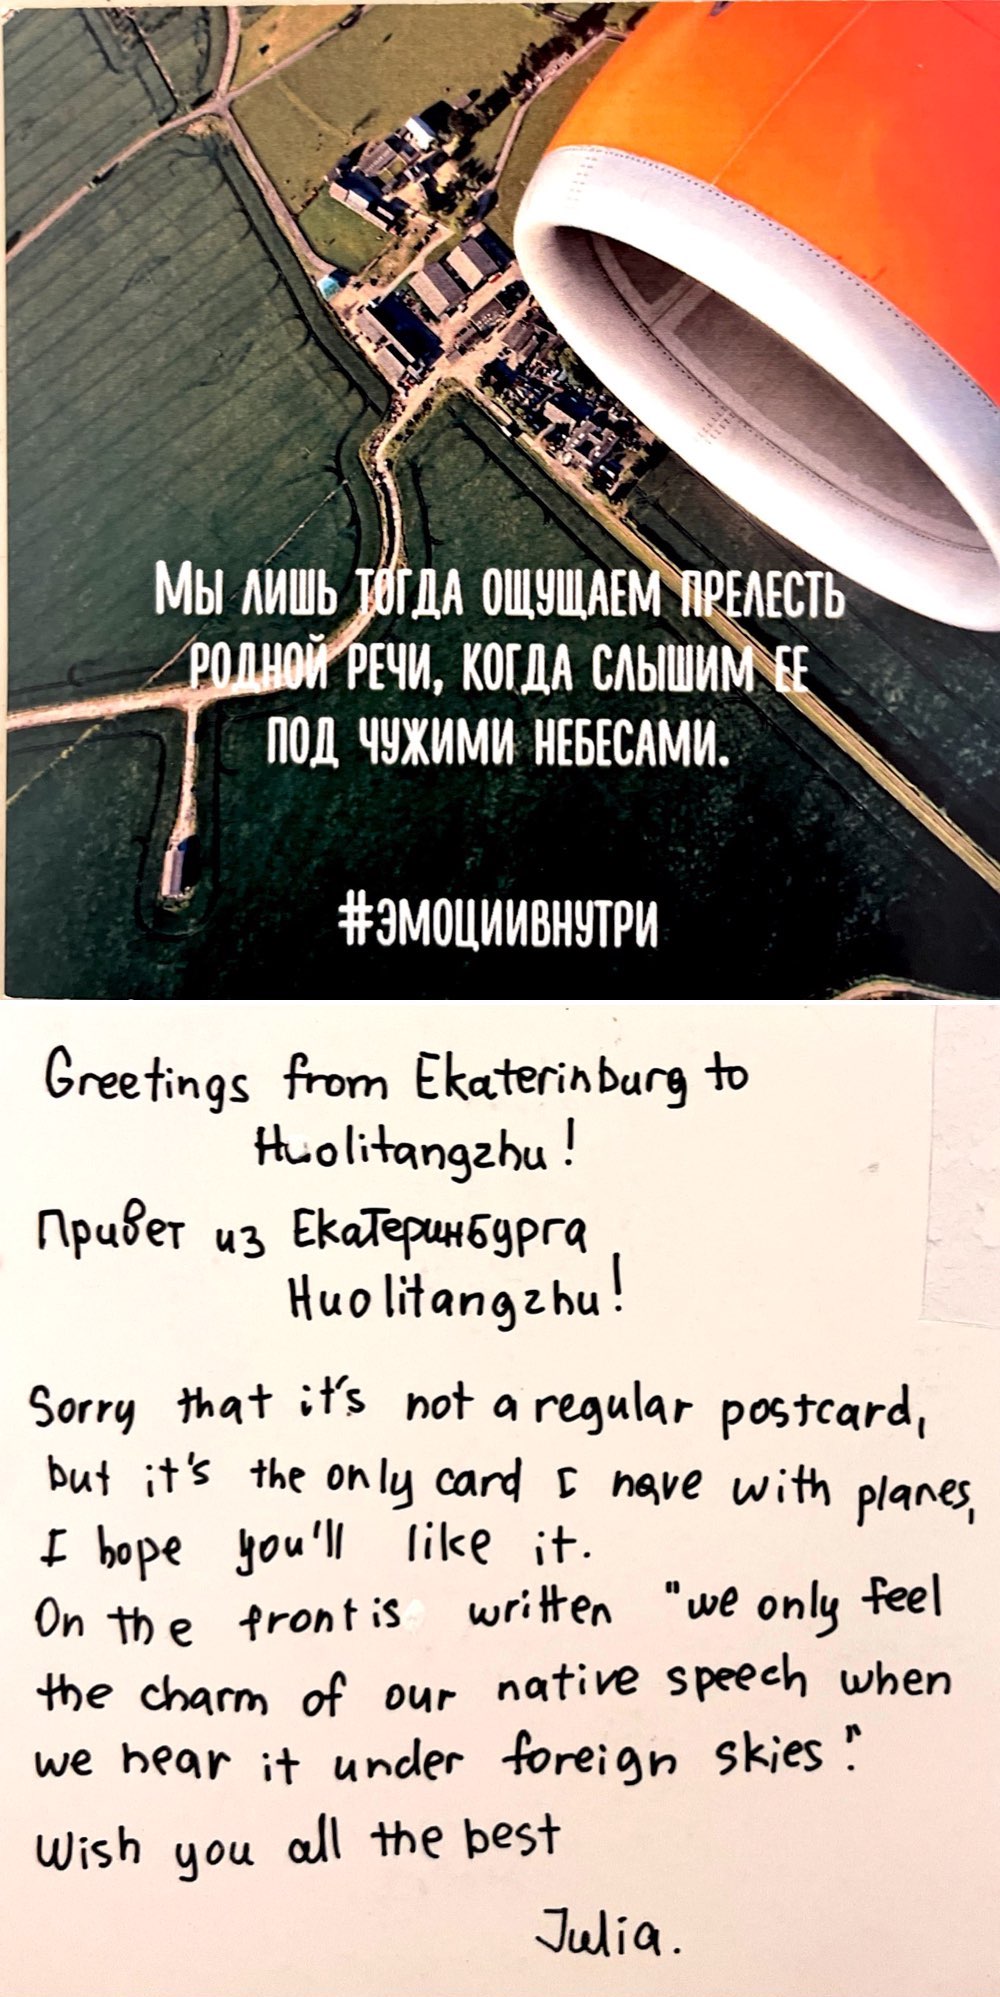 Мы лишь тогда ощущаем прелесть
родной речи, когда слышим ее
под чужими небесами.
#эмоциивнутри
Greetings from Ekaterinburg to
Huolitangzhu!
Привет из Екатеринбурга
Huolitangzhu!
Sorry that it's not a regular postcard,
but it's the only card I have with planes,
I hope you'll like it.
On the front is written "we only feel
the charm of our native speech when
we hear it under foreign skies".
Wish you all the best
Julia.